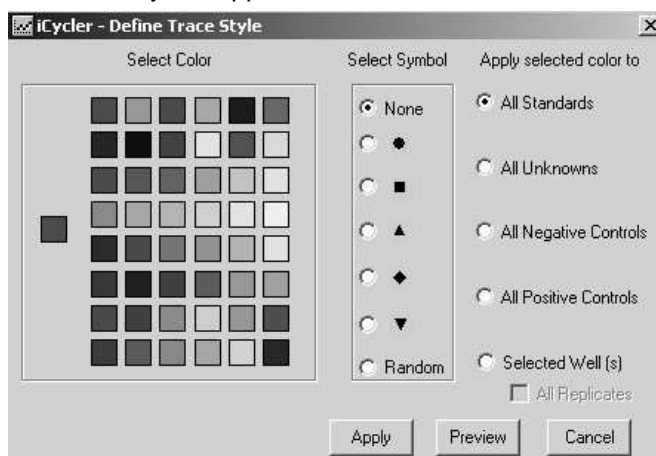 iCycler - Define Trace Style
Select Color
Select Symbol
Apply selected color to
None
Random
All Standards
All Unknowns
All Negative Controls
All Positive Controls
Selected Well (s)
All Replicates
Apply
Preview
Cancel